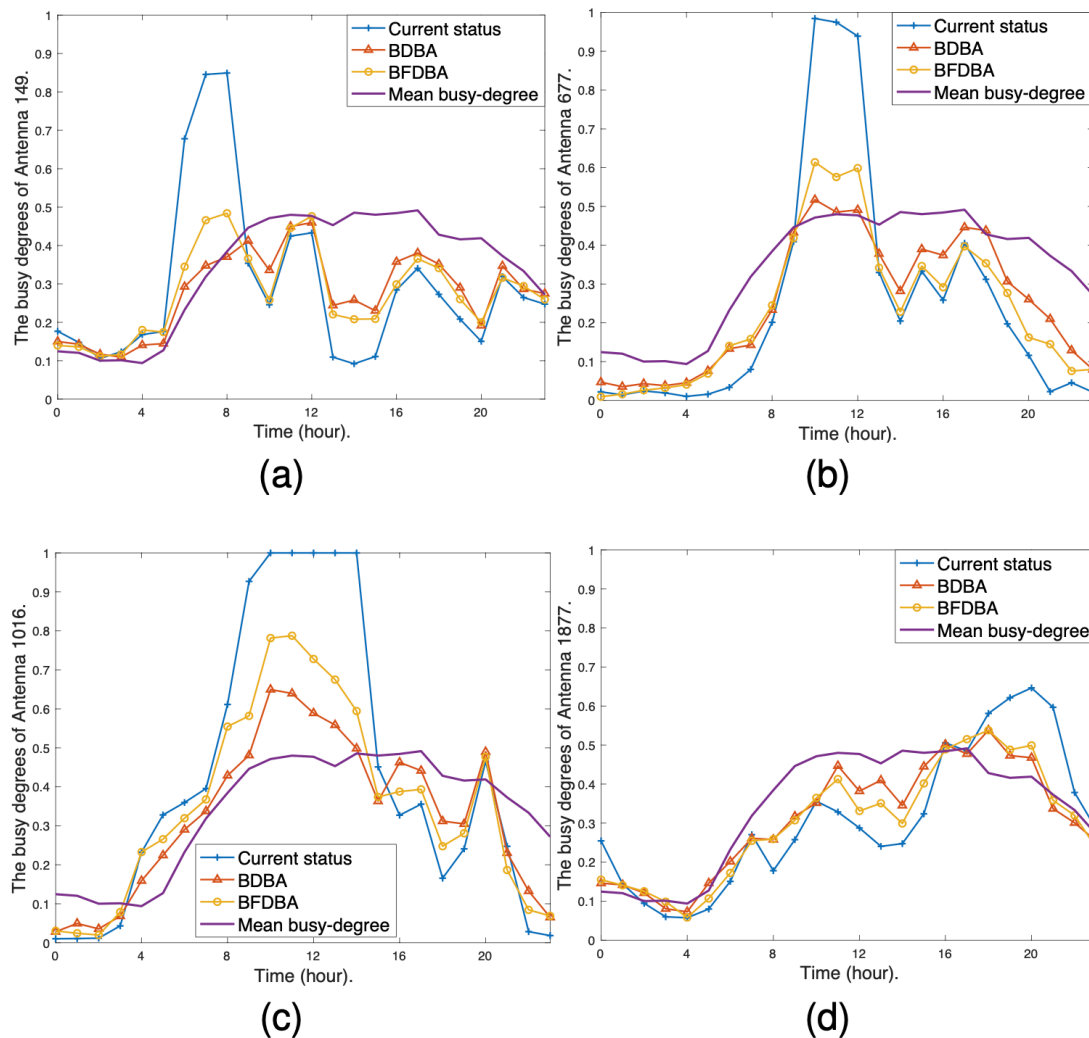 The busy degrees of Antenna 149.
1
0.9
0.8
0.7
0.6
0.5
0.4
0.3
0.2
0.1
0
Current status
BDBA
BFDBA
Mean busy-degree
0 4 8 12 16 20
Time (hour).
(a)
The busy degrees of Antenna 677.
1
0.9
0.8
0.7
0.6
0.5
0.4
0.3
0.2
0.1
0
Current status
BDBA
BFDBA
Mean busy-degree
0 4 8 12 16 20
Time (hour).
(b)
The busy degrees of Antenna 1016.
1
0.9
0.8
0.7
0.6
0.5
0.4
0.3
0.2
0.1
0
Current status
BDBA
BFDBA
Mean busy-degree
0 4 8 12 16 20
Time (hour).
(c)
The busy degrees of Antenna 1877.
1
0.9
0.8
0.7
0.6
0.5
0.4
0.3
0.2
0.1
0
Current status
BDBA
BFDBA
Mean busy-degree
0 4 8 12 16 20
Time (hour).
(d)